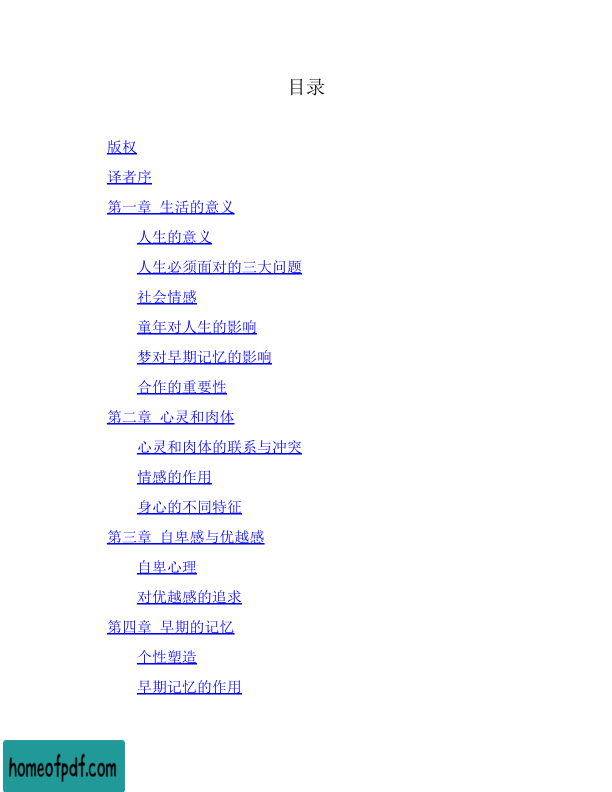 目录
版权
译者序
第一章 生活的意义
人生的意义
人生必须面对的三大问题
社会情感
童年对人生的影响
梦对早期记忆的影响
合作的重要性
第二章 心灵和肉体
心灵和肉体的联系与冲突
情感的作用
身心的不同特征
第三章 自卑感与优越感
自卑心理
对优越感的追求
第四章 早期的记忆
个性塑造
早期记忆的作用
homeofpdf.com